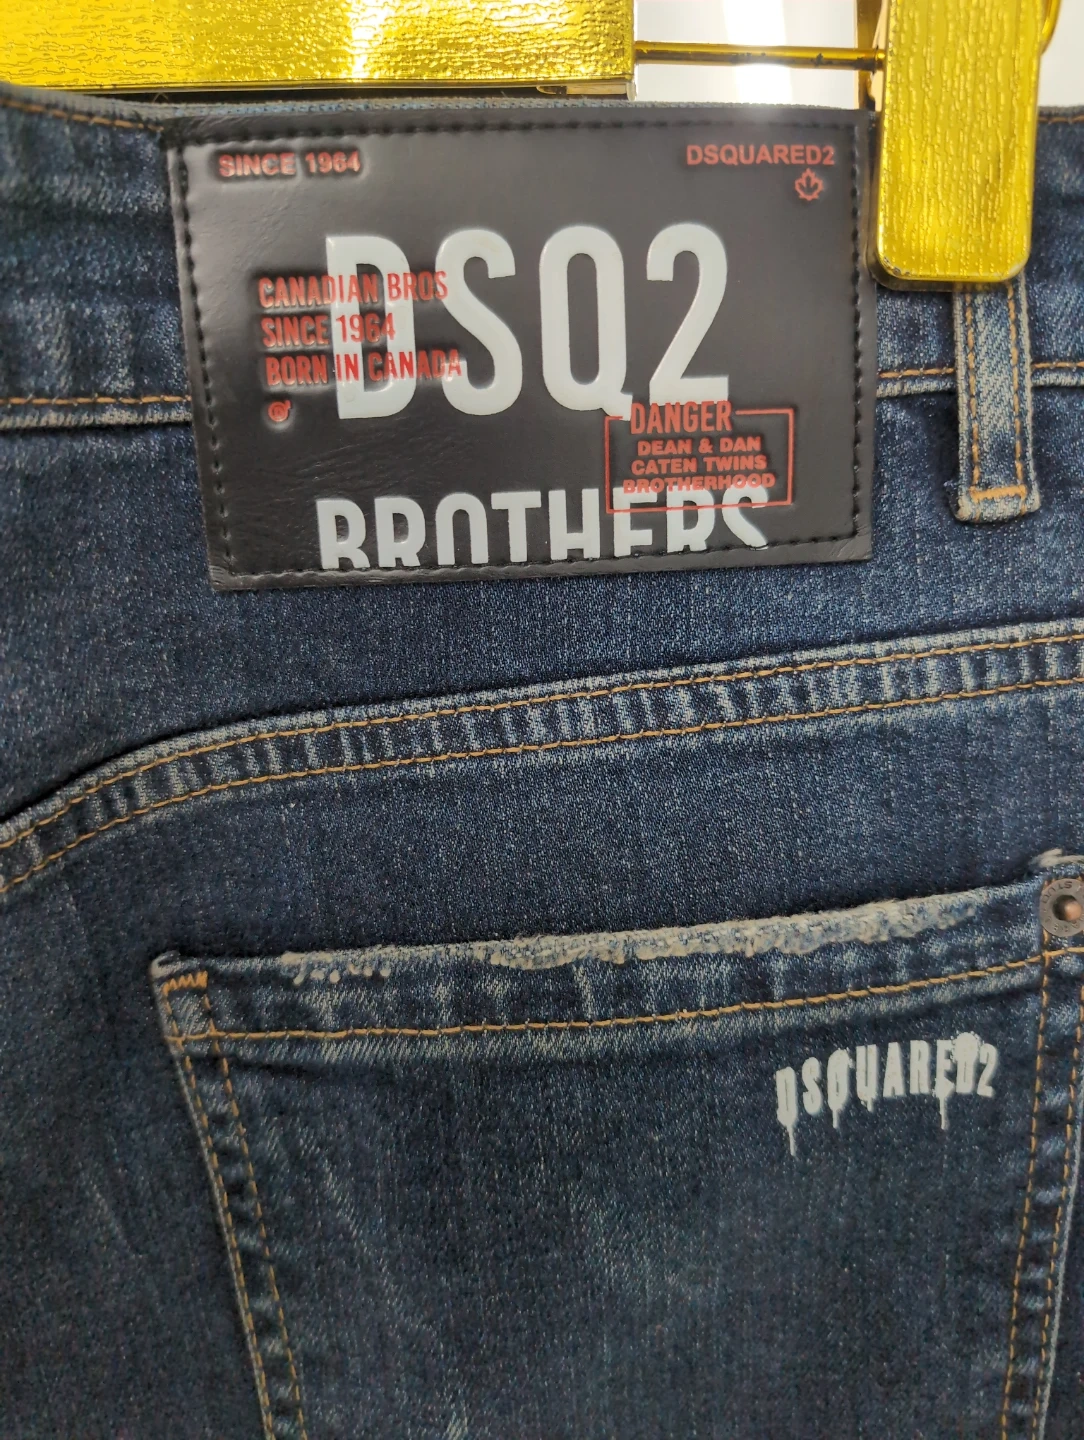 SINCE 1964
DSQUARED2
DSQ2
CANADIAN BROS
SINCE 1964
BORN IN CANADA
DANGER
DEAN & DAN
CATEN TWINS
BROTHERHOOD
BROTHERS
DSQUARED2